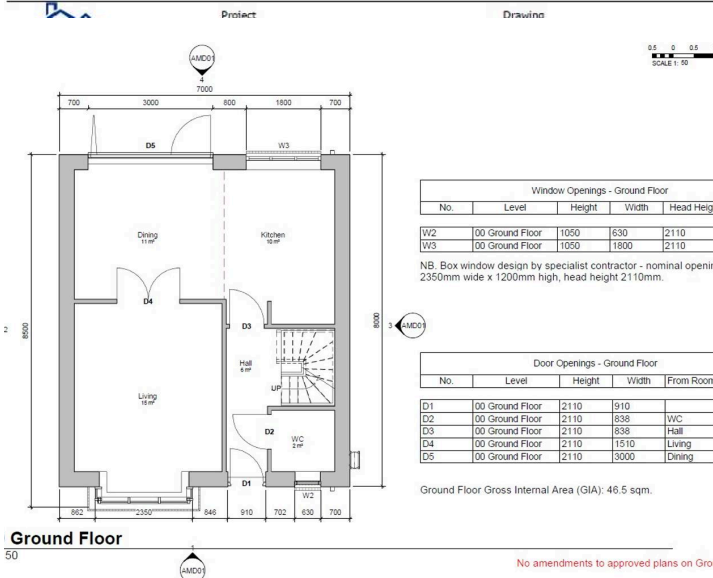 Project Drawing
AMD01
4
7000
700 3000 800 1800 700
0.5 0 0.5
SCALE 1: 50
D5 W3
Dining
11 m²
Kitchen
10 m²
D4
D3
Hall
6 m²
UP
Living
15 m²
D2
WC
2 m²
D1
W2
8500
2
8000
3 AMD01
862 2350 846 910 702 630 700
Ground Floor
50
1
AMD01
Window Openings - Ground Floor
No. Level Height Width Head Heig
W2 00 Ground Floor 1050 630 2110
W3 00 Ground Floor 1050 1800 2110
NB. Box window design by specialist contractor - nominal openin
2350mm wide x 1200mm high, head height 2110mm.
Door Openings - Ground Floor
No. Level Height Width From Room
D1 00 Ground Floor 2110 910
D2 00 Ground Floor 2110 838 WC
D3 00 Ground Floor 2110 838 Hall
D4 00 Ground Floor 2110 1510 Living
D5 00 Ground Floor 2110 3000 Dining
Ground Floor Gross Internal Area (GIA): 46.5 sqm.
No amendments to approved plans on Gro